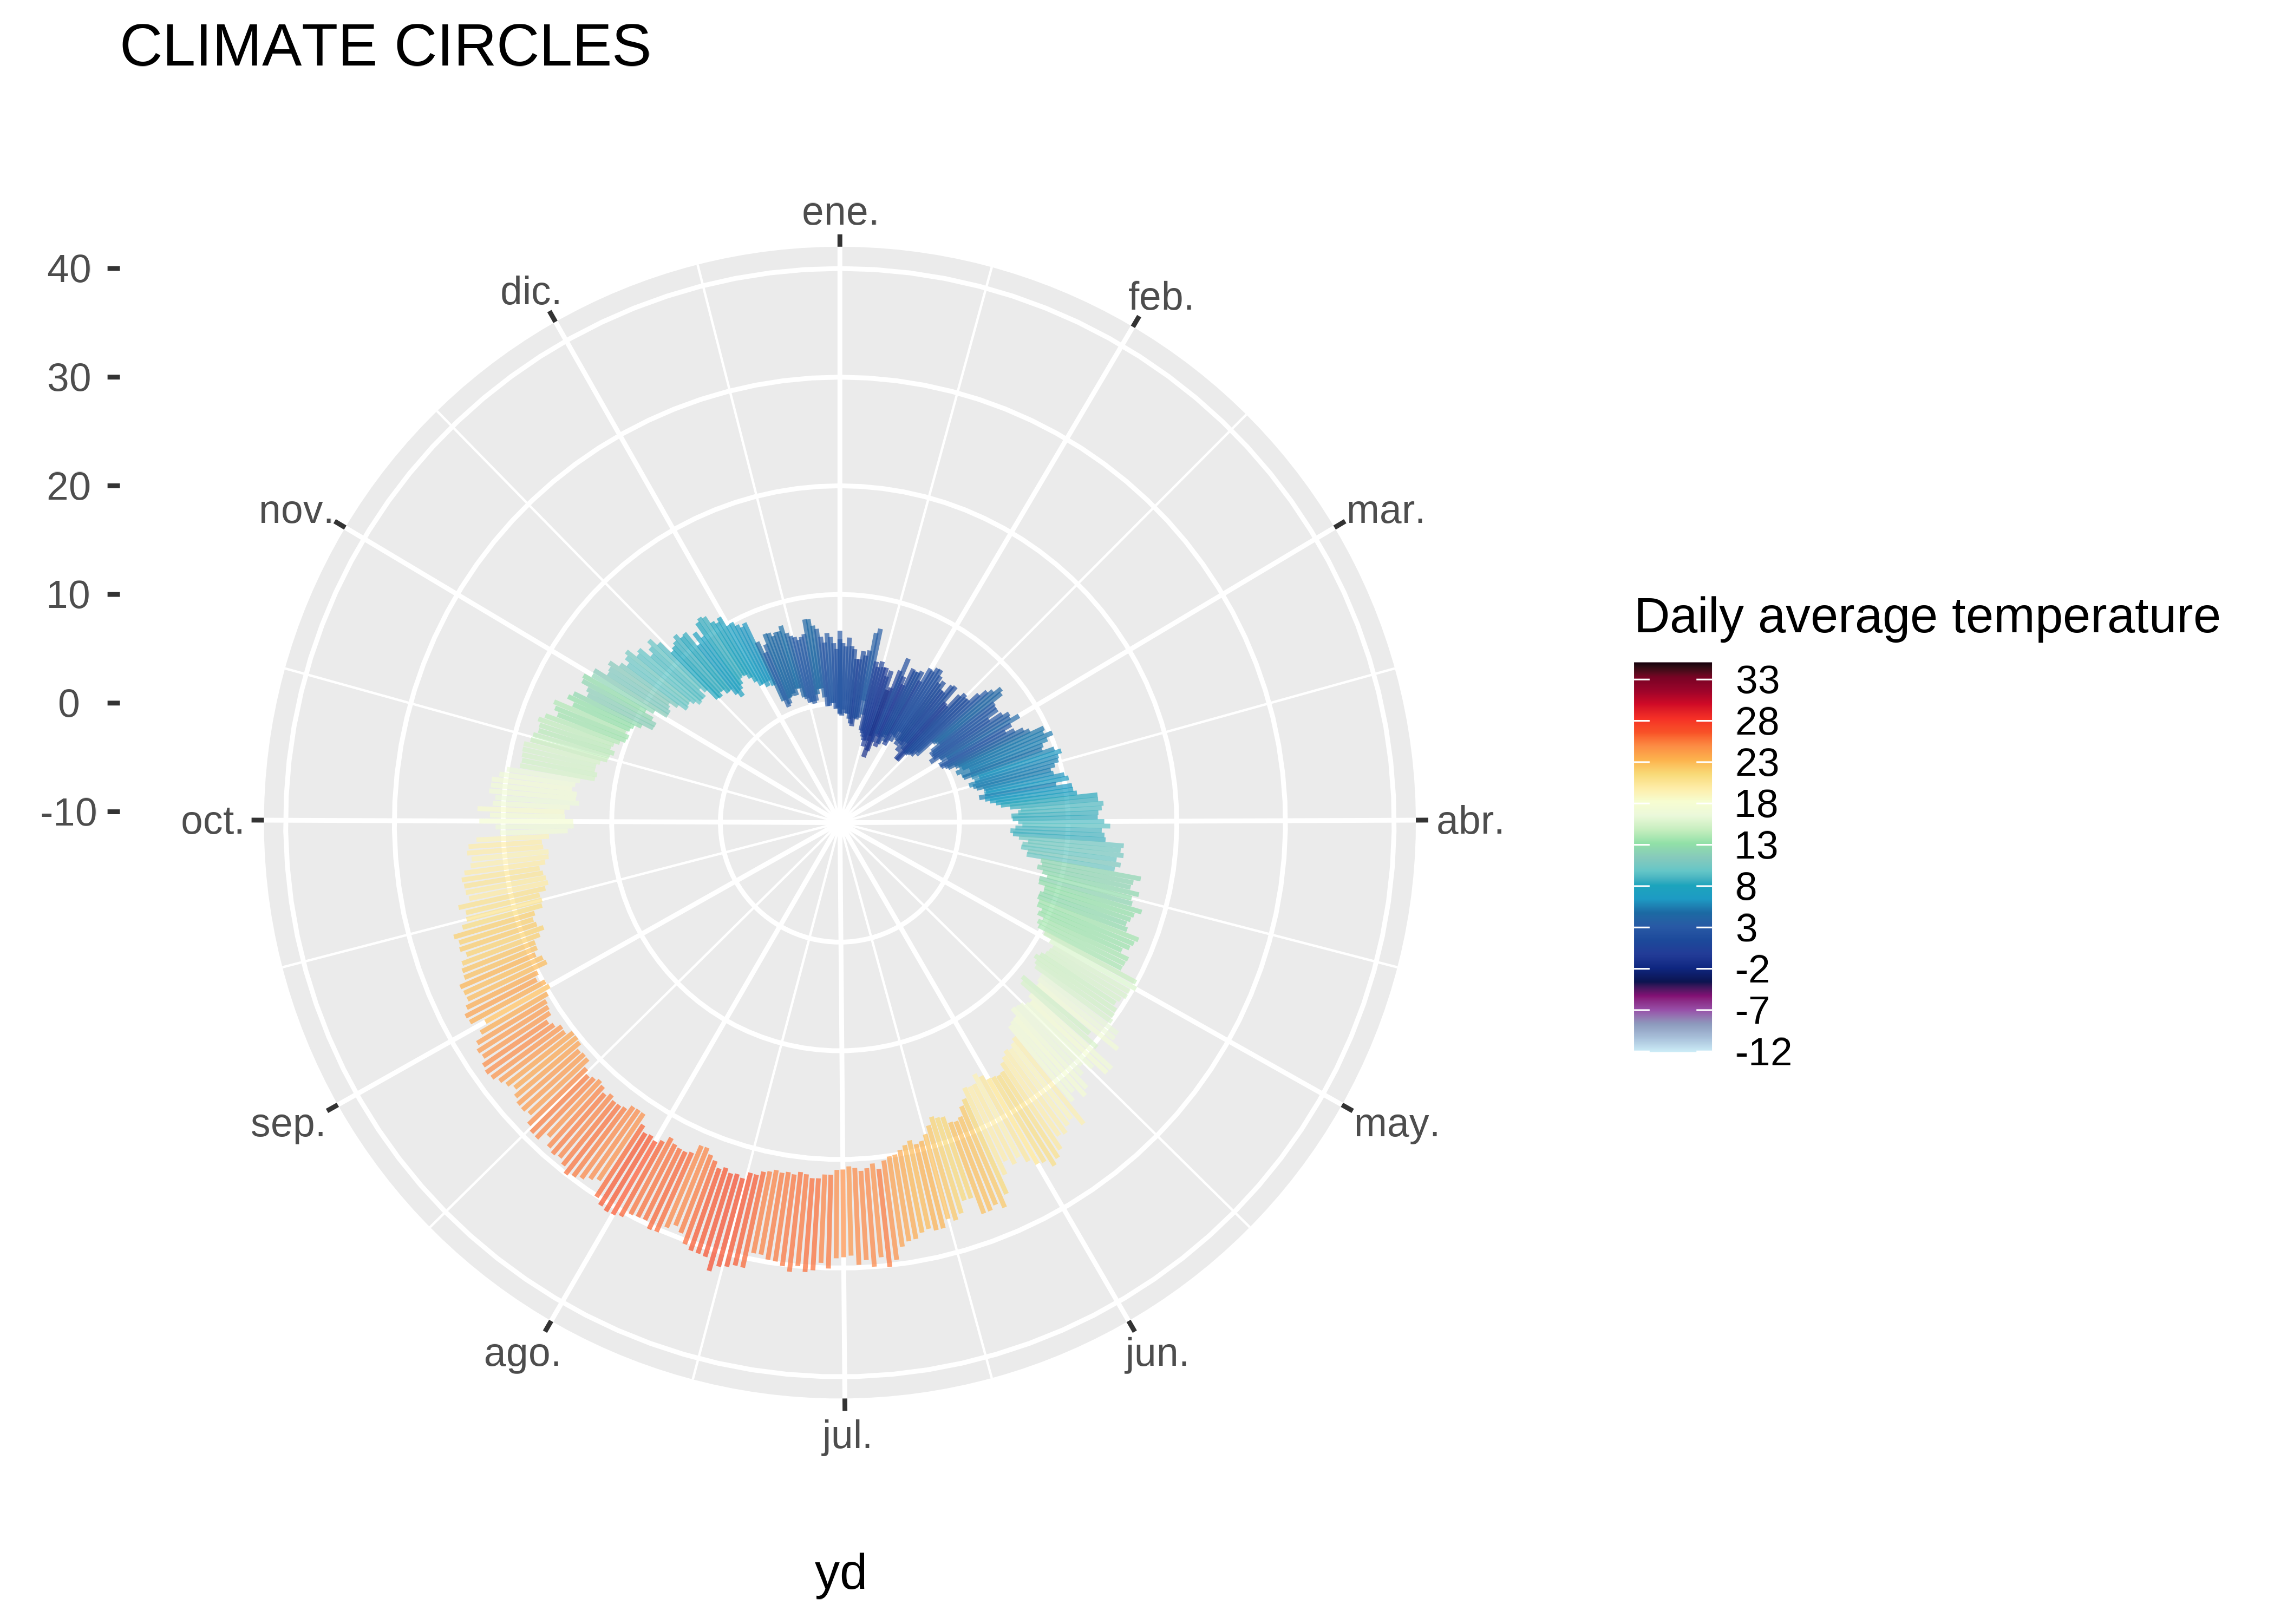 CLIMATE CIRCLES
ene.
feb.
mar.
abr.
may.
jun.
jul.
ago.
sep.
oct.
nov.
dic.
40
30
20
10
0
-10
yd
Daily average temperature
33
28
23
18
13
8
3
-2
-7
-12